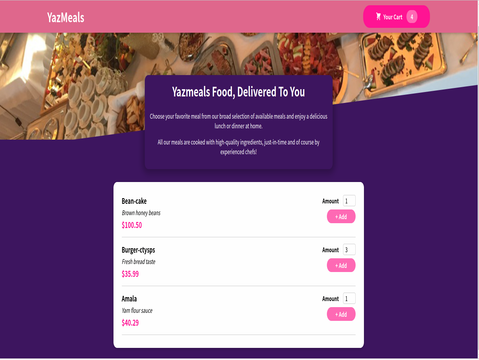 YazMeals
Your Cart 4
Yazmeals Food, Delivered To You
Choose your favorite meal from our broad selection of available meals and enjoy a delicious
lunch or dinner at home.
All our meals are cooked with high-quality ingredients, just-in-time and of course by
experienced chefs!
Bean-cake
Amount 1
Brown honey beans
$100.50
+ Add
Burger-ctysps
Amount 3
Fresh bread taste
$35.99
+ Add
Amala
Amount 1
Yam flour sauce
$40.29
+ Add